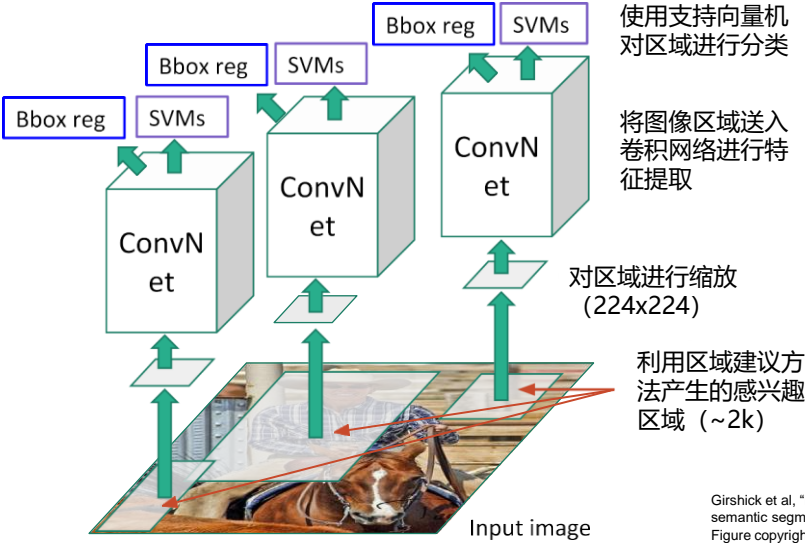 Bbox reg
SVMs
使用支持向量机
对区域进行分类
Bbox reg
SVMs
Bbox reg
SVMs
将图像区域送入
卷积网络进行特
征提取
ConvN
et
ConvN
et
ConvN
et
对区域进行缩放
（224x224）
利用区域建议方
法产生的感兴趣
区域（~2k）
Input image
Girshick et al, “
semantic segm
Figure copyrigh